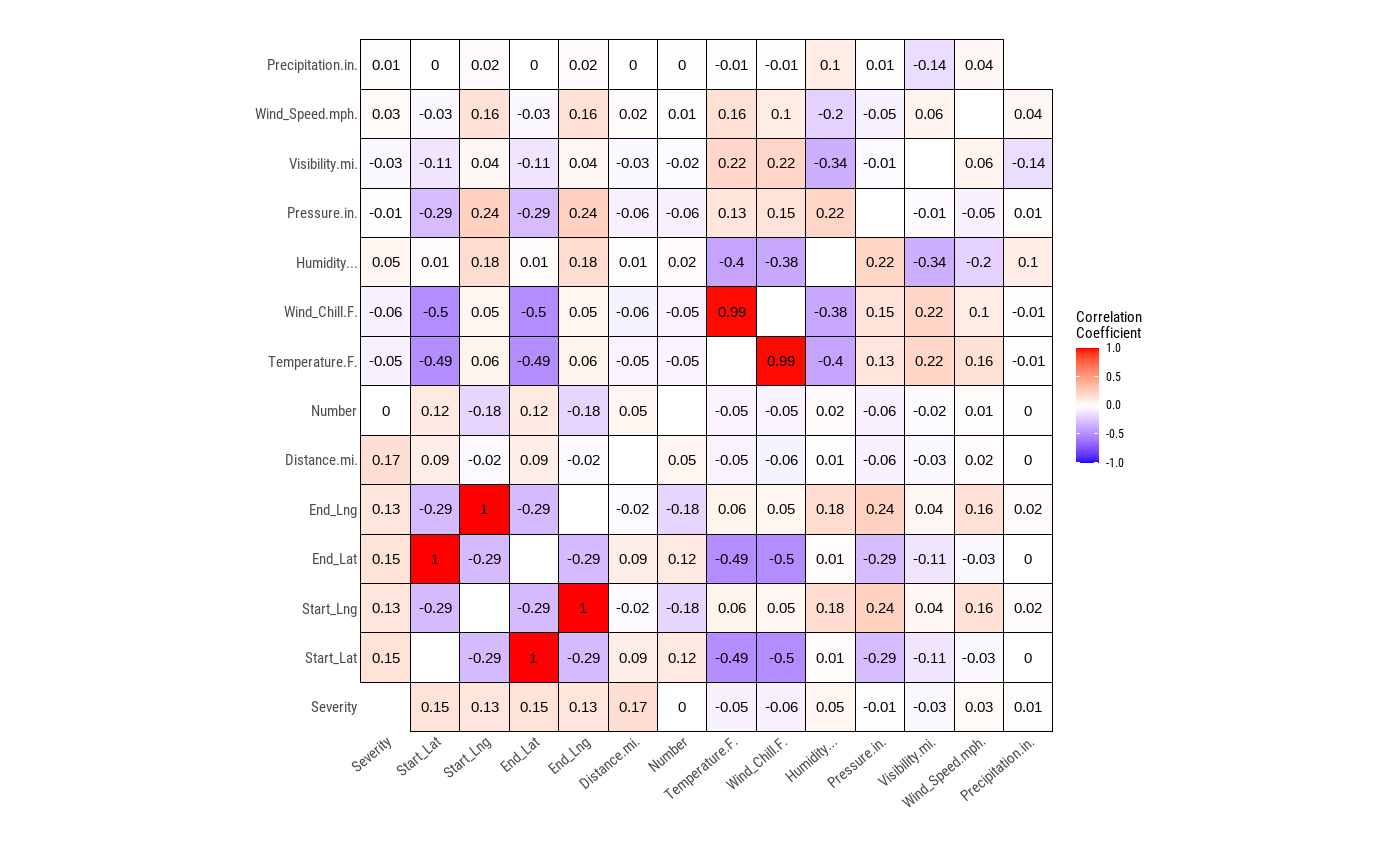 Precipitation.in. 0.01 0 0.02 0 0.02 0 0 -0.01 -0.01 0.1 0.01 -0.14 0.04
Wind_Speed.mph. 0.03 -0.03 0.16 -0.03 0.16 0.02 0.01 0.16 0.1 -0.2 -0.05 0.06 0.04
Visibility.mi. -0.03 -0.11 0.04 -0.11 0.04 -0.03 -0.02 0.22 0.22 -0.34 -0.01 0.06 -0.14
Pressure.in. -0.01 -0.29 0.24 -0.29 0.24 -0.06 -0.06 0.13 0.15 0.22 -0.01 -0.05 0.01
Humidity... 0.05 0.01 0.18 0.01 0.18 0.01 0.02 -0.4 -0.38 0.22 -0.34 -0.2 0.1
Wind_Chill.F. -0.06 -0.5 0.05 -0.5 0.05 -0.06 -0.05 0.99 -0.38 0.15 0.22 0.1 -0.01
Temperature.F. -0.05 -0.49 0.06 -0.49 0.06 -0.05 -0.05 0.99 -0.4 0.13 0.22 0.16 -0.01
Number 0 0.12 -0.18 0.12 -0.18 0.05 -0.05 -0.05 0.02 -0.06 -0.02 0.01 0
Distance.mi. 0.17 0.09 -0.02 0.09 -0.02 0.05 -0.05 -0.06 0.01 -0.06 -0.03 0.02 0
End_Lng 0.13 -0.29 1 -0.29 -0.02 -0.18 0.06 0.05 0.18 0.24 0.04 0.16 0.02
End_Lat 0.15 1 -0.29 -0.29 0.09 0.12 -0.49 -0.5 0.01 -0.29 -0.11 -0.03 0
Start_Lng 0.13 -0.29 -0.29 1 -0.02 -0.18 0.06 0.05 0.18 0.24 0.04 0.16 0.02
Start_Lat 0.15 -0.29 1 -0.29 0.09 0.12 -0.49 -0.5 0.01 -0.29 -0.11 -0.03 0
Severity 0.15 0.13 0.15 0.13 0.17 0 -0.05 -0.06 0.05 -0.01 -0.03 0.03 0.01
Severity Start_Lat Start_Lng End_Lat End_Lng Distance.mi. Number Temperature.F. Wind_Chill.F. Humidity... Pressure.in. Visibility.mi. Wind_Speed.mph. Precipitation.in.
Correlation
Coefficient
1.0
0.5
0.0
-0.5
-1.0